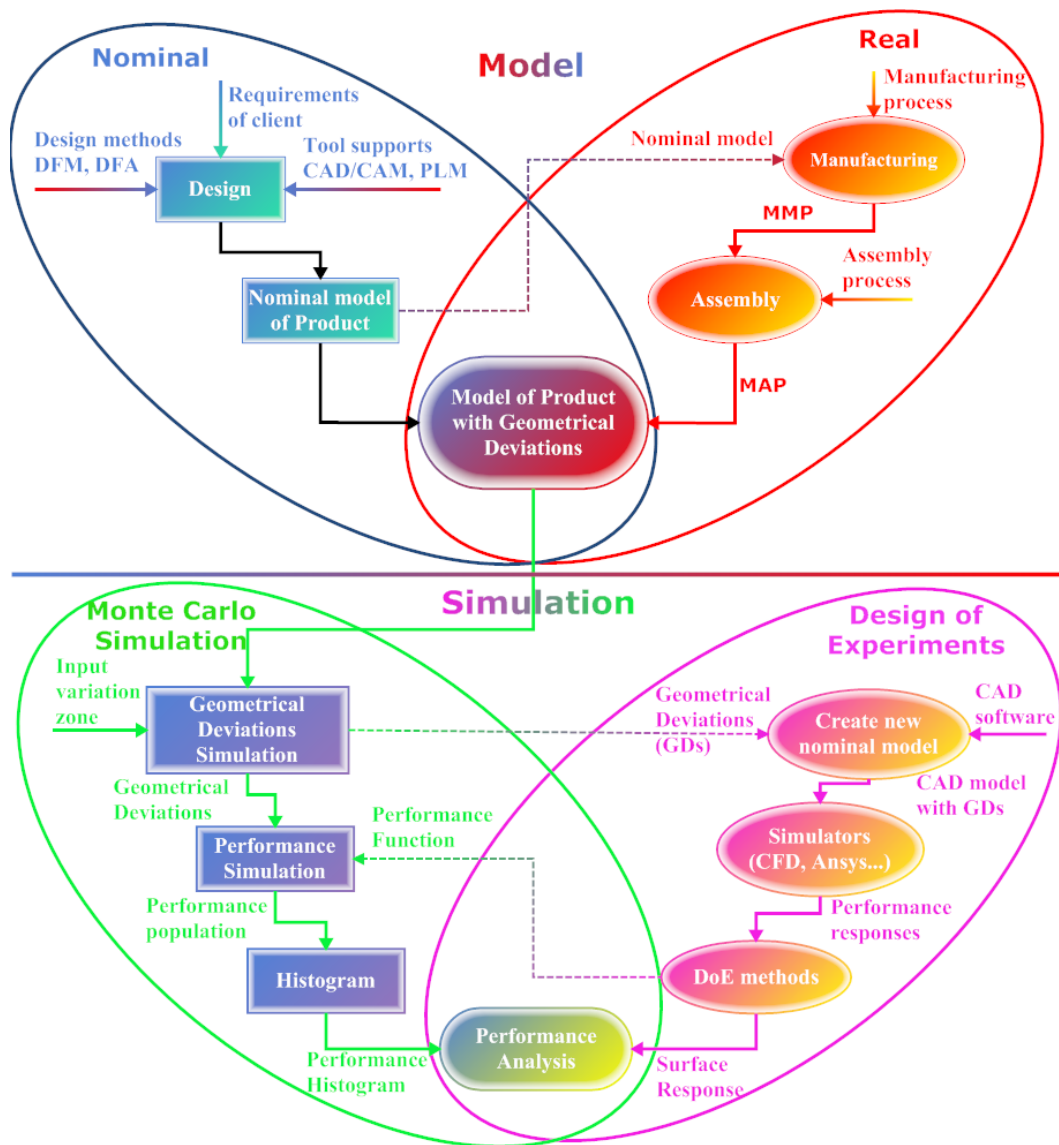 Nominal
Model
Real
Requirements
of client
Design methods
DFM, DFA
Tool supports
CAD/CAM, PLM
Design
Nominal model
of Product
Nominal model
Manufacturing
process
Manufacturing
MMP
Assembly
process
Assembly
MAP
Model of Product
with Geometrical
Deviations
Simulation
Monte Carlo
Simulation
Input
variation
zone
Geometrical
Deviations
Simulation
Geometrical
Deviations
Performance
Simulation
Performance
Function
Performance
population
Histogram
Performance
Histogram
Performance
Analysis
Design of
Experiments
Geometrical
Deviations
(GDs)
CAD
software
Create new
nominal model
CAD model
with GDs
Simulators
(CFD, Ansys...)
Performance
responses
DoE methods
Surface
Response